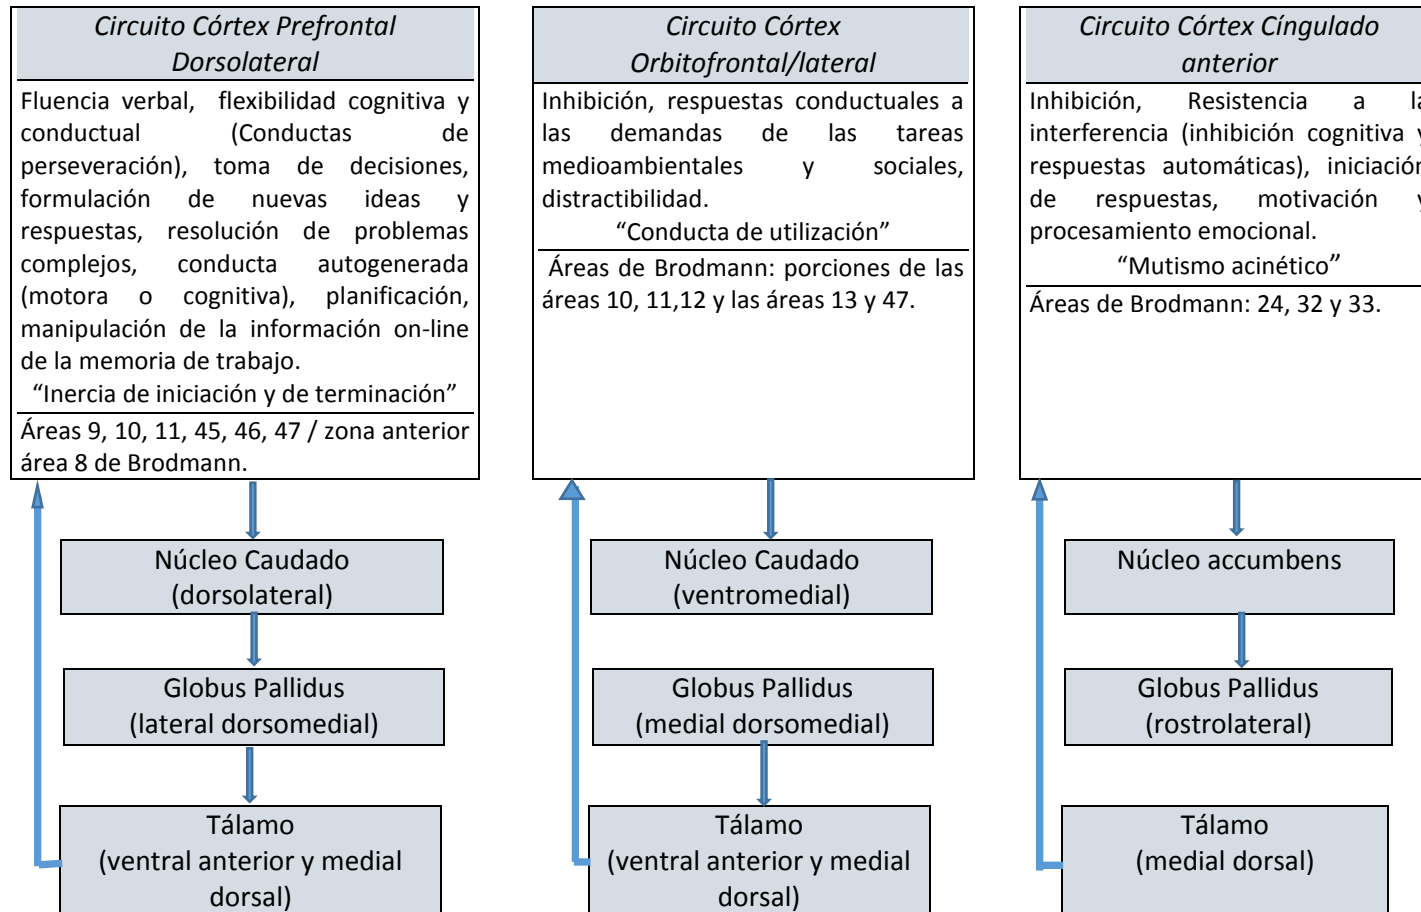 Circuito Córtex Prefrontal
Dorsolateral
Fluencia verbal, flexibilidad cognitiva y
conductual (Conductas de
perseveración), toma de decisiones,
formulación de nuevas ideas y
respuestas, resolución de problemas
complejos, conducta autogenerada
(motora o cognitiva), planificación,
manipulación de la información on-line
de la memoria de trabajo.
“Inercia de iniciación y de terminación”
Áreas 9, 10, 11, 45, 46, 47 / zona anterior
área 8 de Brodmann.
Núcleo Caudado
(dorsolateral)
Globus Pallidus
(lateral dorsomedial)
Tálamo
(ventral anterior y medial
dorsal)
Circuito Córtex
Orbitofrontal/lateral
Inhibición, respuestas conductuales a
las demandas de las tareas
medioambientales y sociales,
distractibilidad.
“Conducta de utilización”
Áreas de Brodmann: porciones de las
áreas 10, 11,12 y las áreas 13 y 47.
Núcleo Caudado
(ventromedial)
Globus Pallidus
(medial dorsomedial)
Tálamo
(ventral anterior y medial
dorsal)
Circuito Córtex Cíngulado
anterior
Inhibición, Resistencia a la
interferencia (inhibición cognitiva y
respuestas automáticas), iniciación
de respuestas, motivación y
procesamiento emocional.
“Mutismo acinético”
Áreas de Brodmann: 24, 32 y 33.
Núcleo accumbens
Globus Pallidus
(rostrolateral)
Tálamo
(medial dorsal)